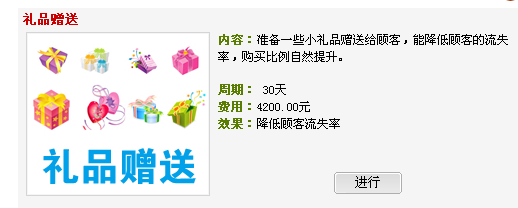 礼品赠送
内容：准备一些小礼品赠送给顾客，能降低顾客的流失
率，购买比例自然提升。
周期： 30天
费用：4200.00元
效果：降低顾客流失率
礼品赠送
进行